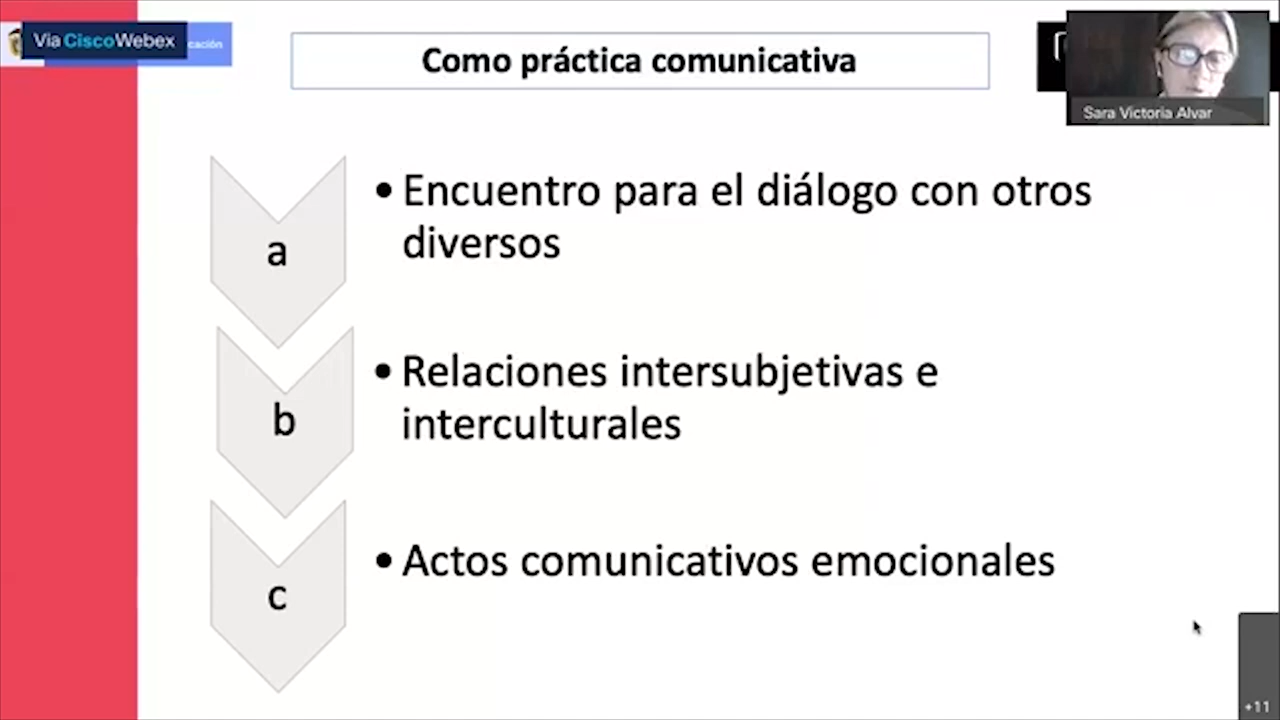 Vía CiscoWebex
cación
Como práctica comunicativa
Sara Victoria Alvar
a
• Encuentro para el diálogo con otros
diversos
b
• Relaciones intersubjetivas e
interculturales
c
• Actos comunicativos emocionales
+11